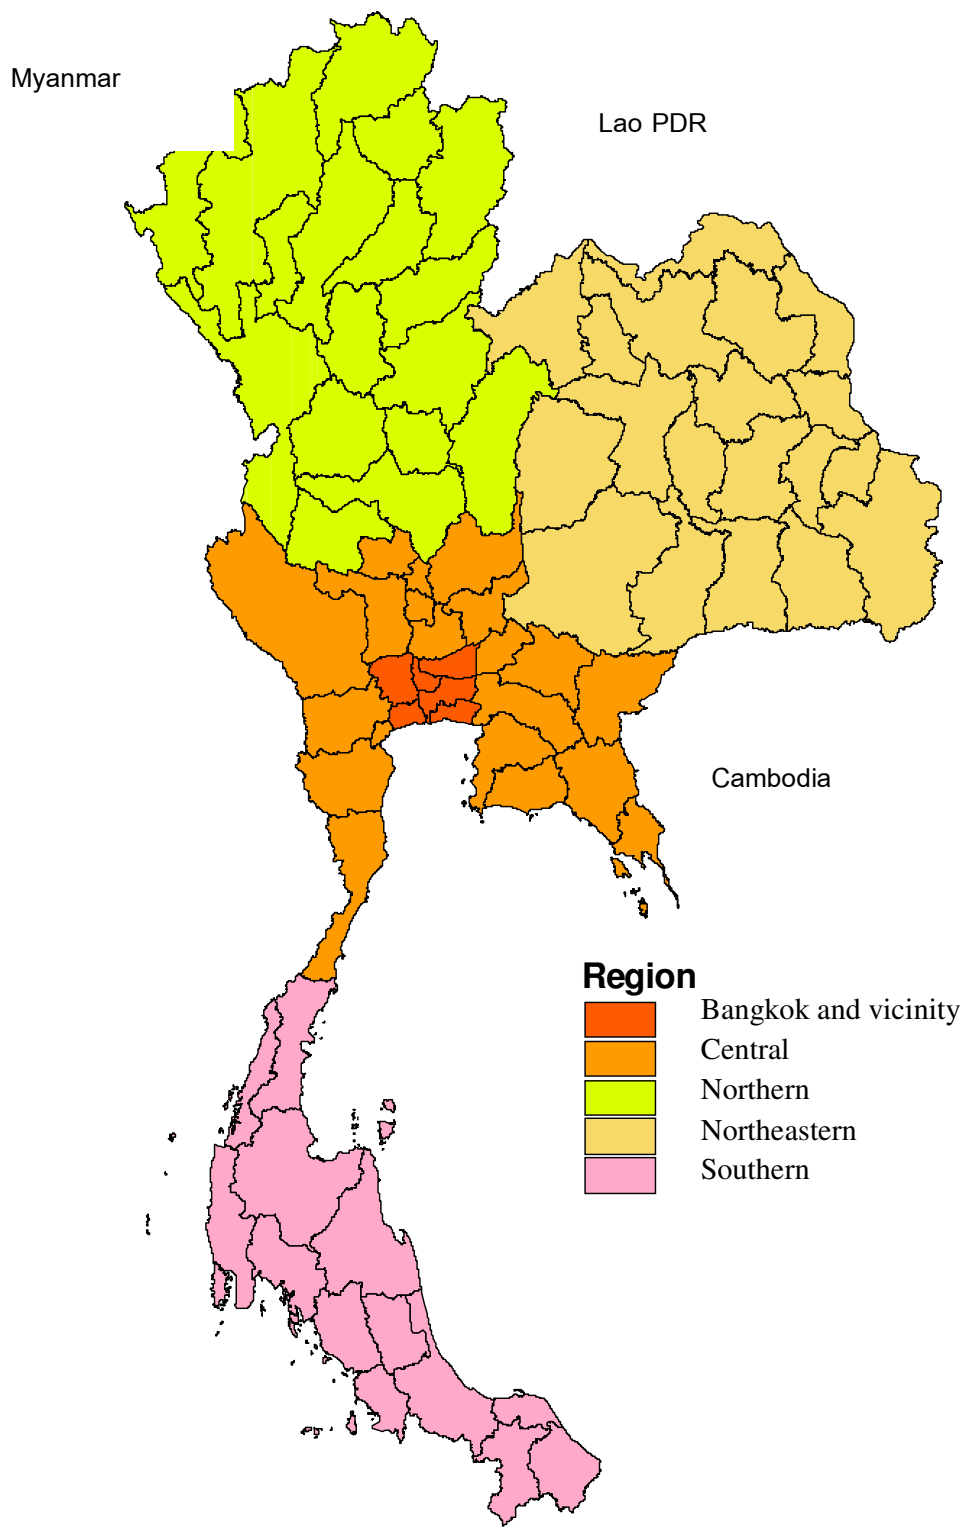 Myanmar
Lao PDR
Cambodia
Region
Bangkok and vicinity
Central
Northern
Northeastern
Southern